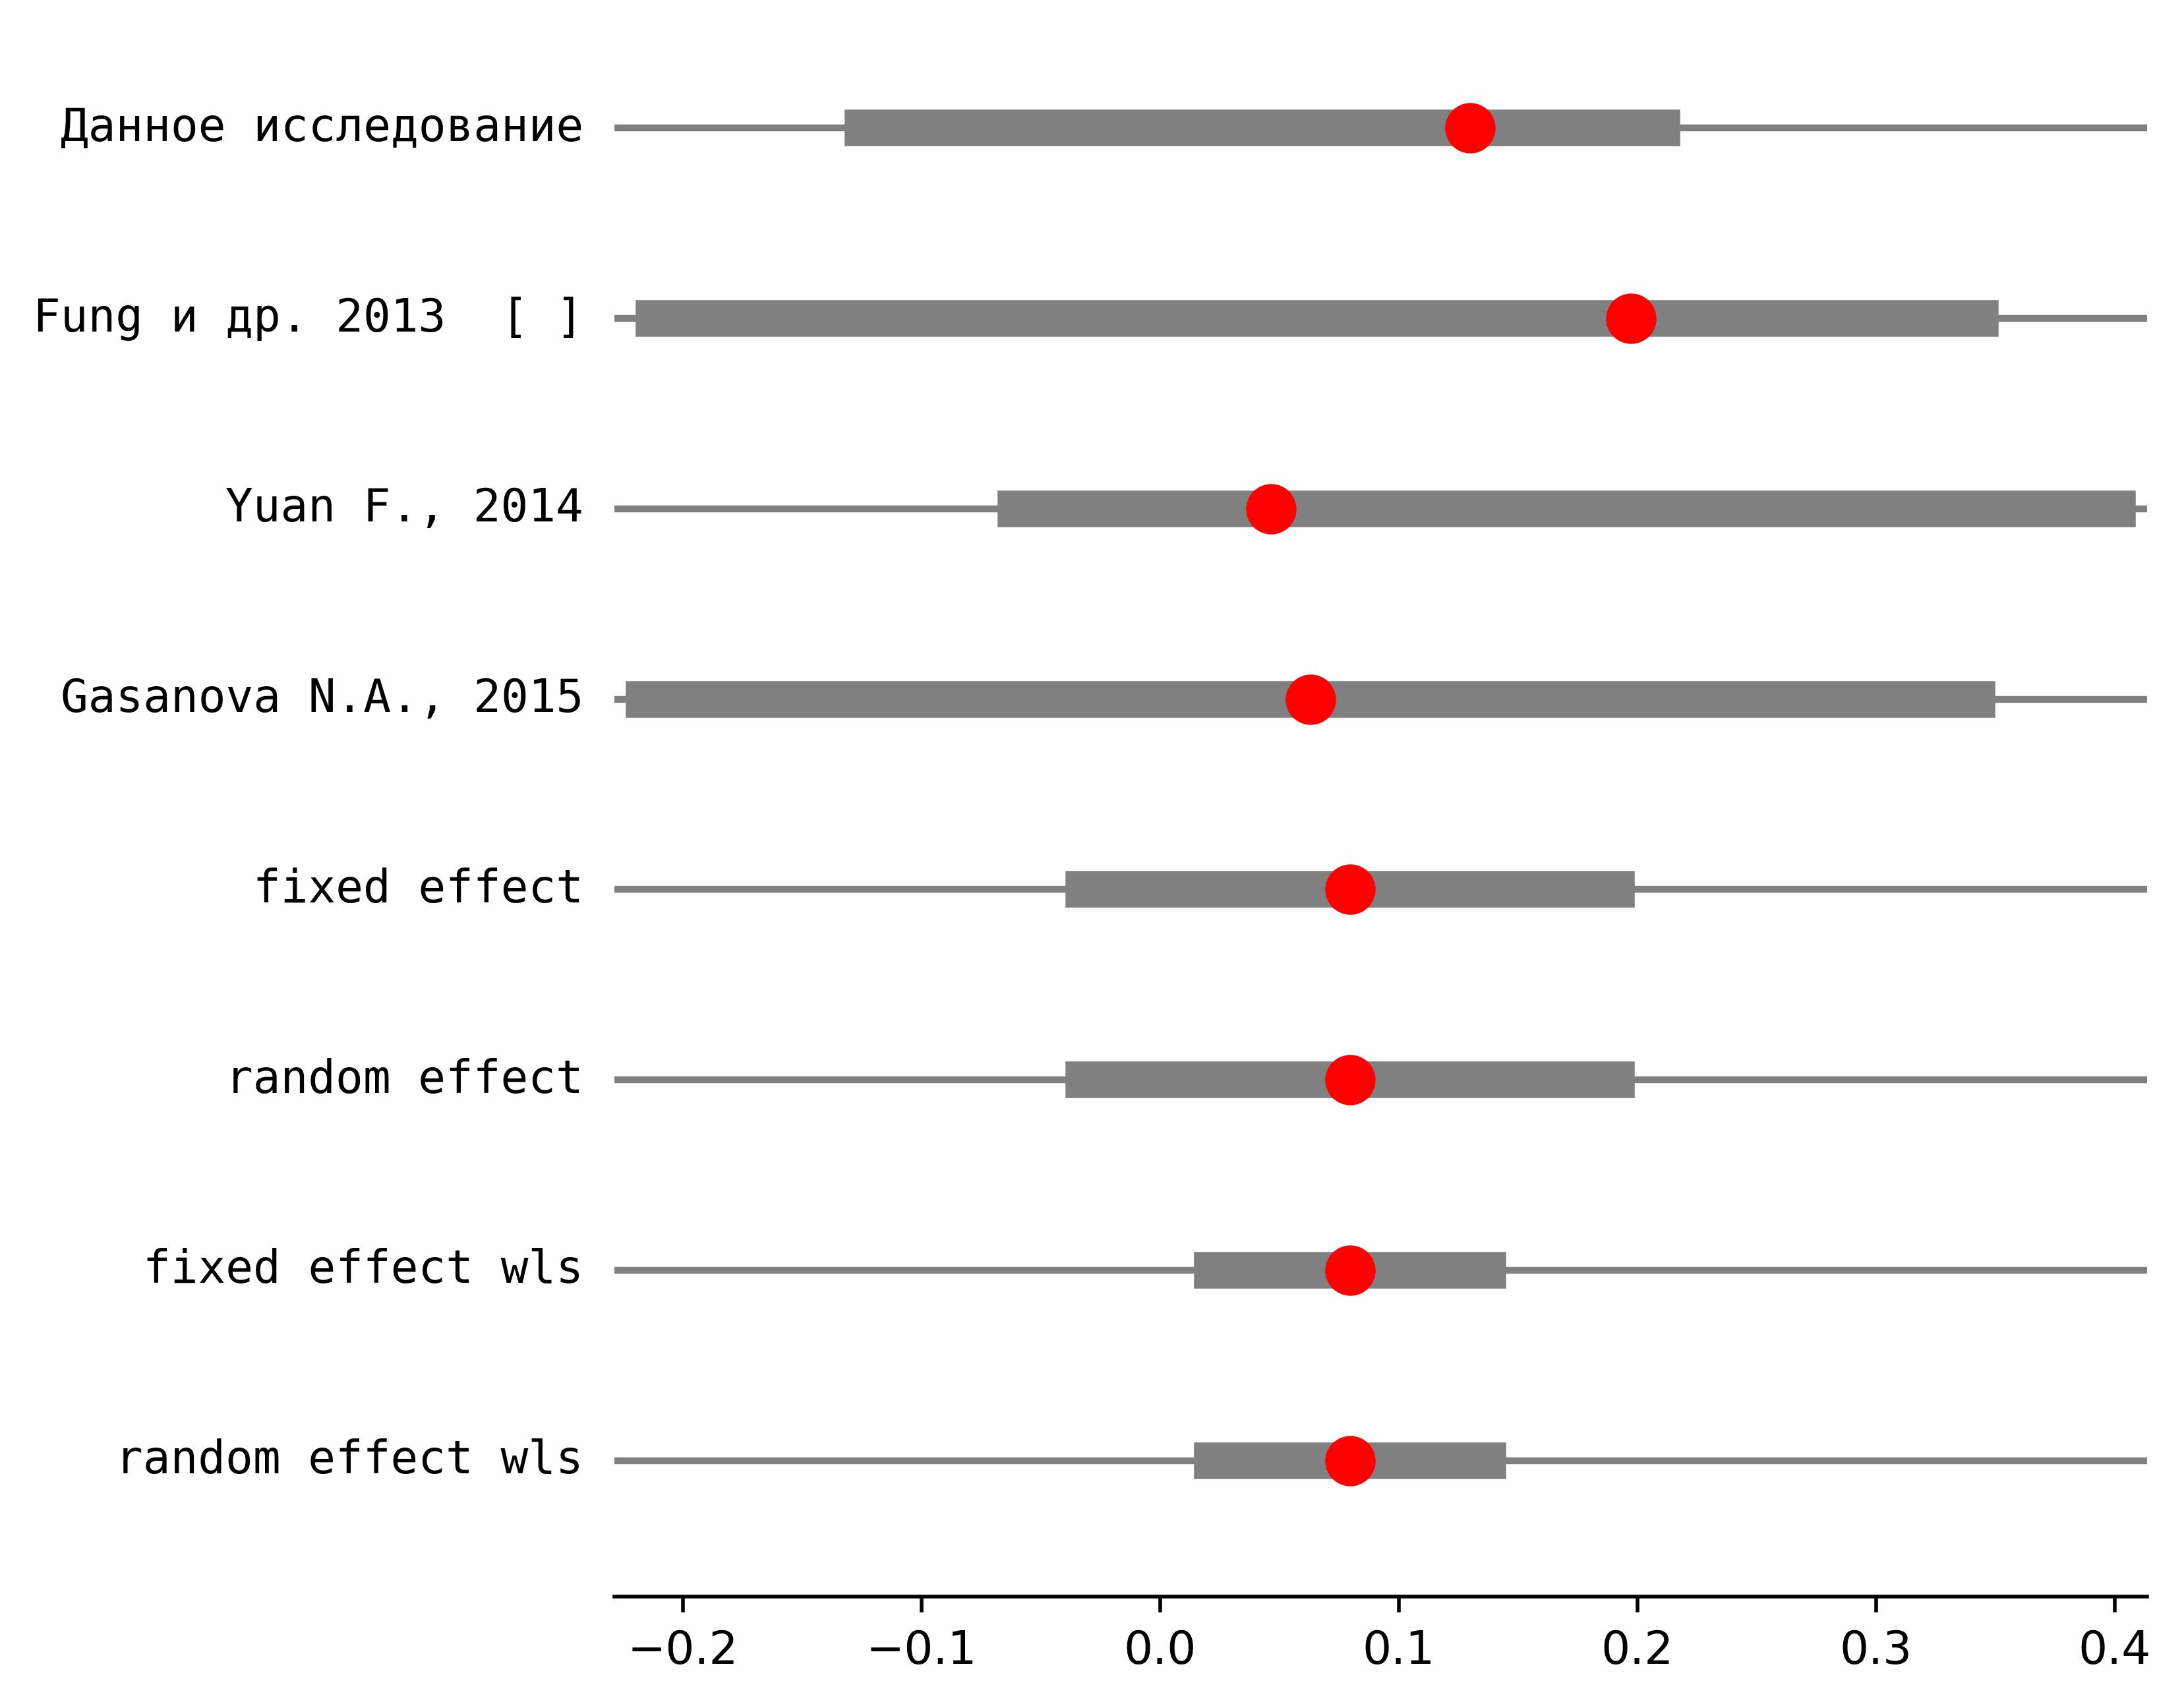 Данное исследование
Fung и др. 2013  [ ]
Yuan F., 2014
Gasanova N.A., 2015
fixed effect
random effect
fixed effect wls
random effect wls
−0.2 −0.1 0.0 0.1 0.2 0.3 0.4